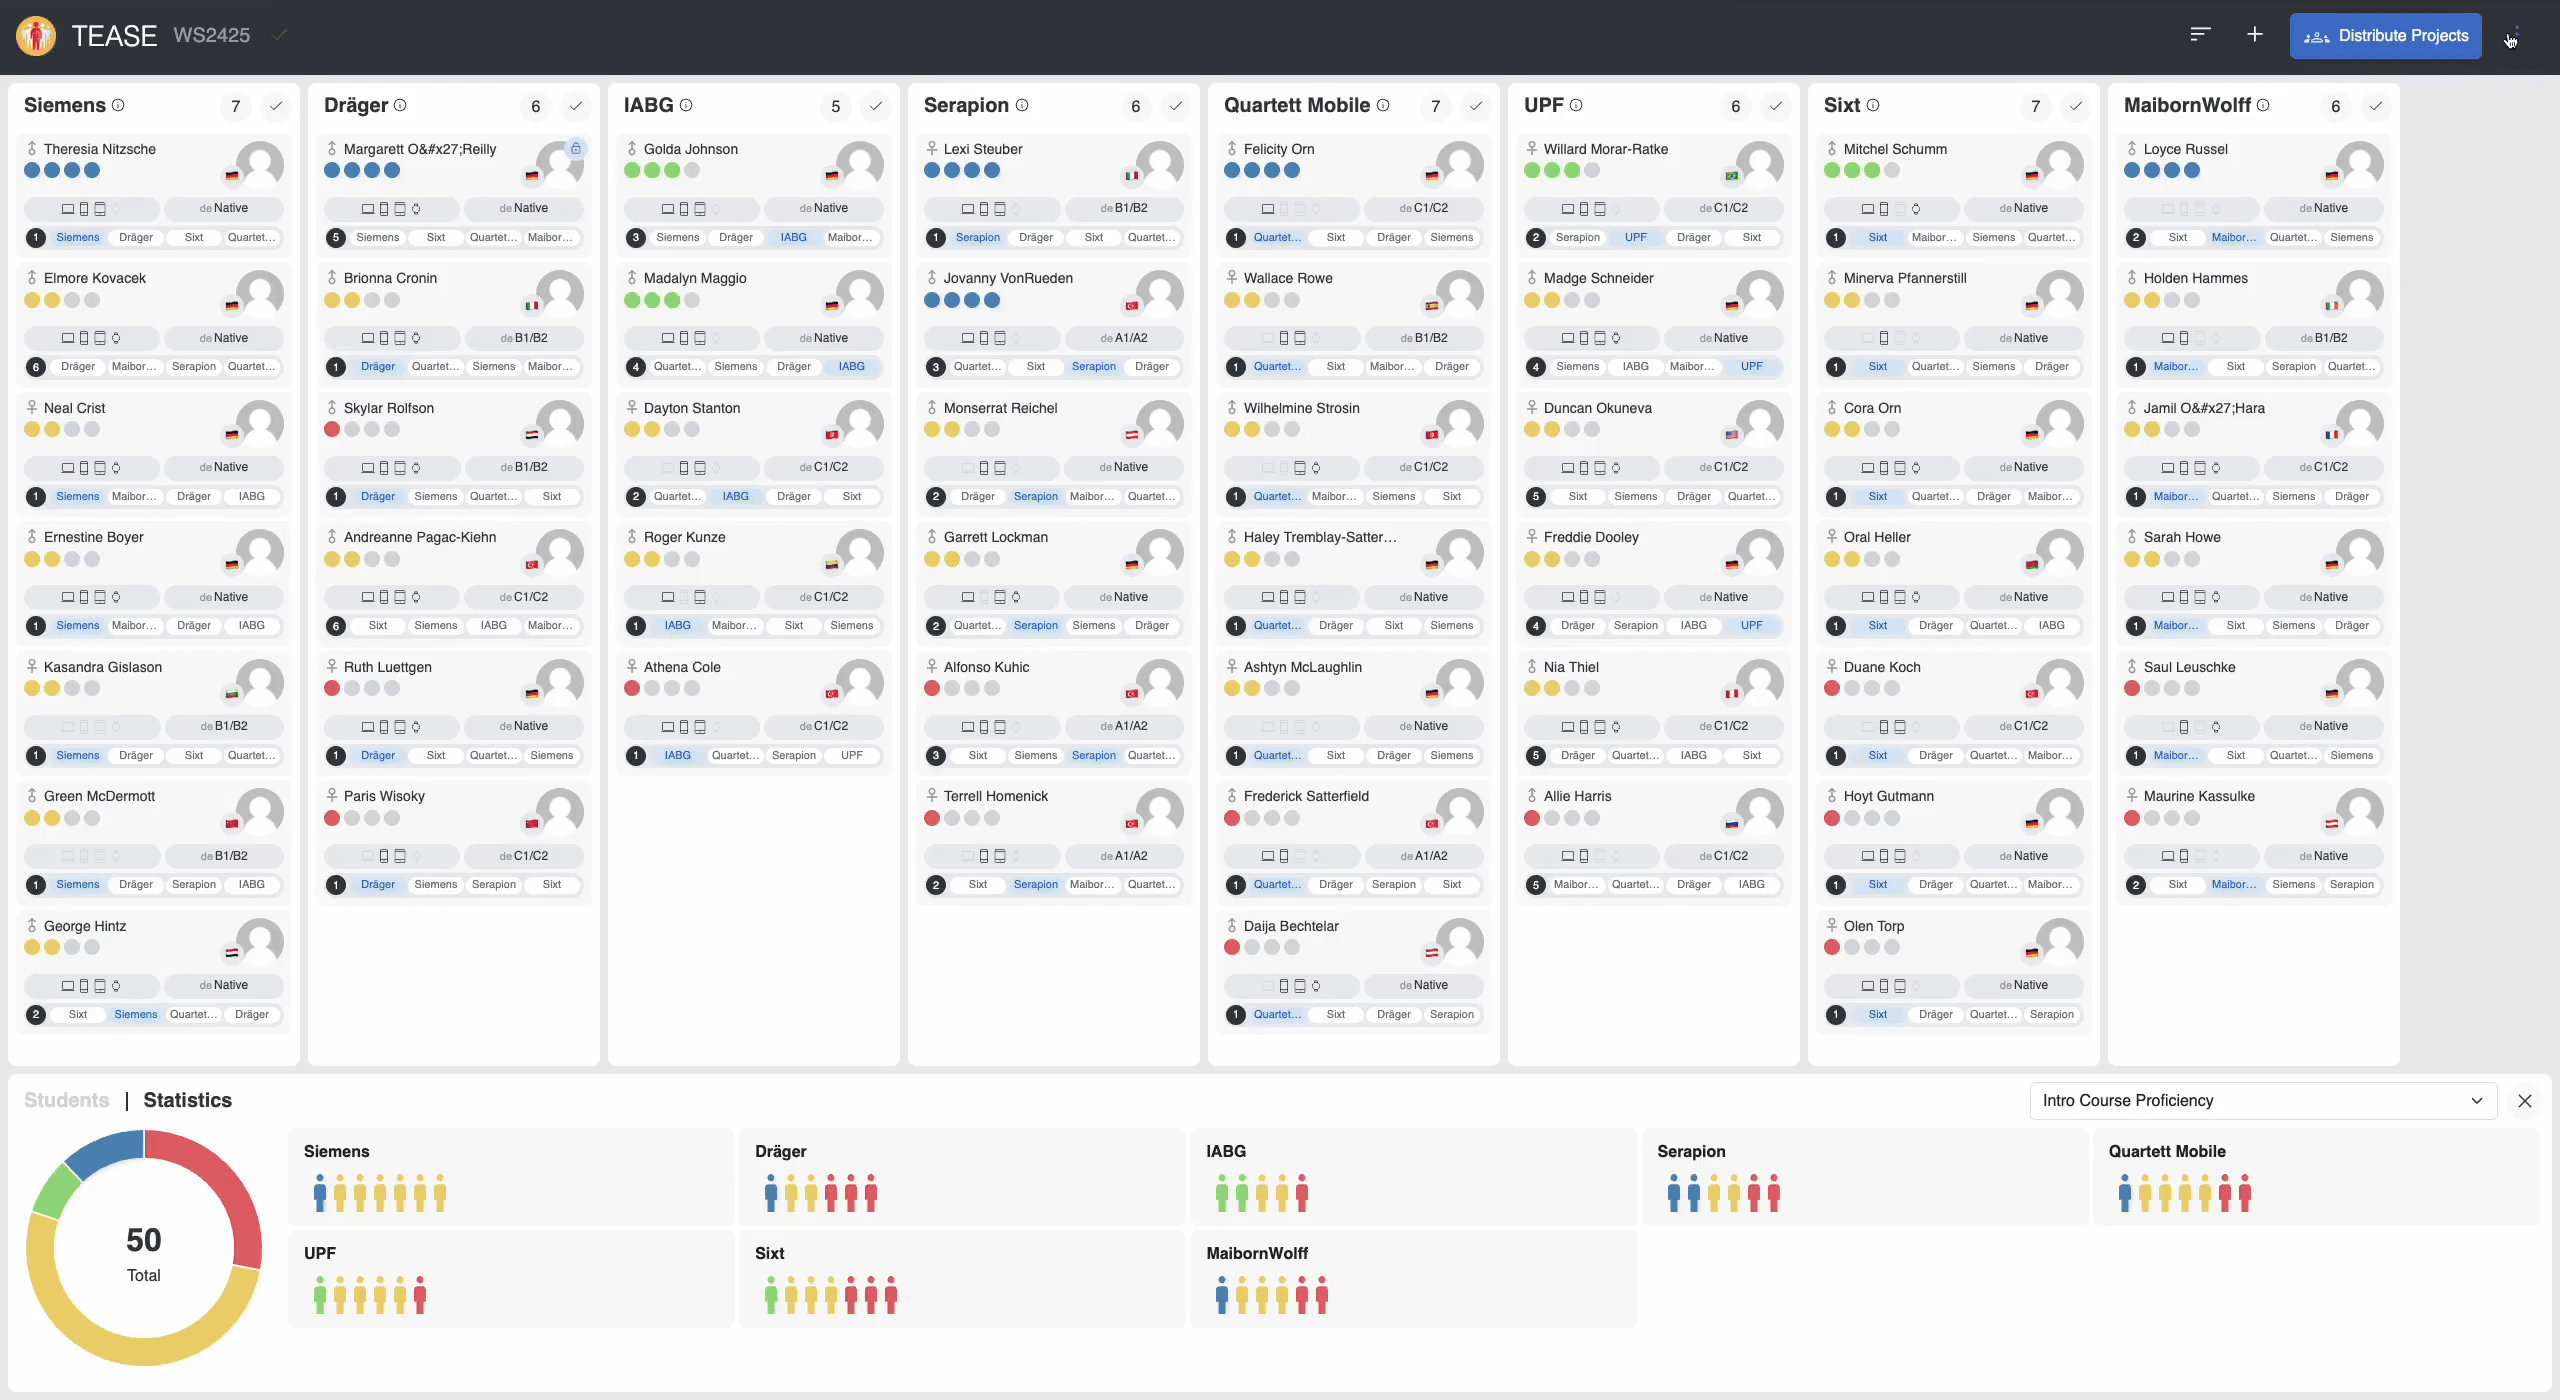 TEASE WS2425 Distribute Projects
Siemens 7
Theresia Nitzsche
de Native
1 Siemens Dräger Sixt Quartet...
Elmore Kovacek
de Native
6 Dräger Maibor... Serapion Quartet...
Neal Crist
de Native
1 Siemens Maibor... Dräger IABG
Ernestine Boyer
de Native
1 Siemens Maibor... Dräger IABG
Kasandra Gislason
de B1/B2
1 Siemens Dräger Sixt Quartet...
Green McDermott
de B1/B2
1 Siemens Dräger Serapion IABG
George Hintz
de Native
2 Sixt Siemens Quartet... Dräger
Dräger 6
Margarett O&#x27;Reilly
de Native
5 Siemens Sixt Quartet... Maibor...
Brionna Cronin
de B1/B2
1 Dräger Quartet... Siemens Maibor...
Skylar Rolfson
de B1/B2
1 Dräger Siemens Quartet... Sixt
Andreanne Pagac-Kiehn
de C1/C2
6 Sixt Siemens IABG Maibor...
Ruth Luettgen
de Native
1 Dräger Sixt Quartet... Siemens
Paris Wisoky
de C1/C2
1 Dräger Siemens Serapion Sixt
IABG 5
Golda Johnson
de Native
3 Siemens Dräger IABG Maibor...
Madalyn Maggio
de Native
4 Quartet... Siemens Dräger IABG
Dayton Stanton
de C1/C2
2 Quartet... IABG Dräger Sixt
Roger Kunze
de C1/C2
1 IABG Maibor... Sixt Siemens
Athena Cole
de C1/C2
1 IABG Quartet... Serapion UPF
Serapion 6
Lexi Steuber
de B1/B2
1 Serapion Dräger Sixt Quartet...
Jovanny VonRueden
de A1/A2
3 Quartet... Sixt Serapion Dräger
Monserrat Reichel
de Native
2 Dräger Serapion Maibor... Quartet...
Garrett Lockman
de Native
2 Quartet... Serapion Siemens Dräger
Alfonso Kuhic
de A1/A2
3 Sixt Siemens Serapion Quartet...
Terrell Homenick
de A1/A2
2 Sixt Serapion Maibor... Quartet...
Quartett Mobile 7
Felicity Orn
de C1/C2
1 Quartet... Sixt Dräger Siemens
Wallace Rowe
de B1/B2
1 Quartet... Sixt Maibor... Dräger
Wilhelmine Strosin
de C1/C2
1 Quartet... Maibor... Siemens Sixt
Haley Tremblay-Satter...
de Native
1 Quartet... Dräger Sixt Siemens
Ashtyn McLaughlin
de Native
1 Quartet... Sixt Dräger Siemens
Frederick Satterfield
de A1/A2
1 Quartet... Dräger Serapion Sixt
Daija Bechtelar
de Native
1 Quartet... Sixt Dräger Serapion
UPF 6
Willard Morar-Ratke
de C1/C2
2 Serapion UPF Dräger Sixt
Madge Schneider
de Native
4 Siemens IABG Maibor... UPF
Duncan Okuneva
de C1/C2
5 Sixt Siemens Dräger Quartet...
Freddie Dooley
de Native
4 Dräger Serapion IABG UPF
Nia Thiel
de C1/C2
5 Dräger Quartet... IABG Sixt
Allie Harris
de C1/C2
5 Maibor... Quartet... Dräger IABG
Sixt 7
Mitchel Schumm
de Native
1 Sixt Maibor... Siemens Quartet...
Minerva Pfannerstill
de Native
1 Sixt Quartet... Siemens Dräger
Cora Orn
de Native
1 Sixt Quartet... Dräger Maibor...
Oral Heller
de Native
1 Sixt Dräger Quartet... IABG
Duane Koch
de C1/C2
1 Sixt Dräger Quartet... Maibor...
Hoyt Gutmann
de Native
1 Sixt Dräger Quartet... Maibor...
Olen Torp
de Native
1 Sixt Dräger Quartet... Serapion
MaibornWolff 6
Loyce Russel
de Native
2 Sixt Maibor... Quartet... Siemens
Holden Hammes
de B1/B2
1 Maibor... Sixt Serapion Quartet...
Jamil O&#x27;Hara
de C1/C2
1 Maibor... Quartet... Siemens Dräger
Sarah Howe
de Native
1 Maibor... Sixt Siemens Dräger
Saul Leuschke
de Native
1 Maibor... Sixt Quartet... Siemens
Maurine Kassulke
de Native
2 Sixt Maibor... Siemens Serapion
Students | Statistics
Intro Course Proficiency
50
Total
Siemens
Dräger
IABG
Serapion
Quartett Mobile
UPF
Sixt
MaibornWolff